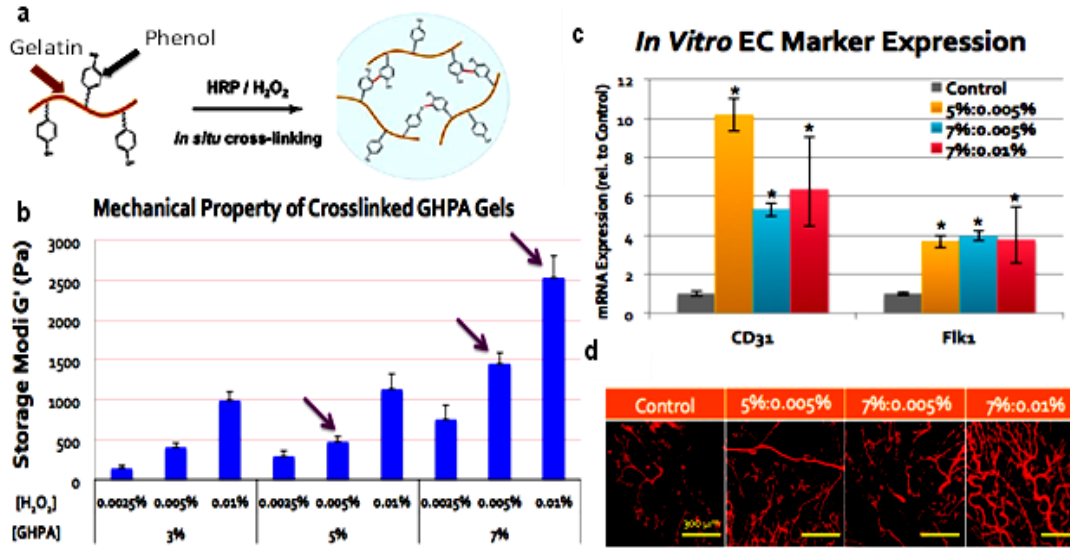 a
Gelatin
Phenol
HRP / H₂O₂
In situ cross-linking
b
Mechanical Property of Crosslinked GHPA Gels
Storage Modi G' (Pa)
3000
2500
2000
1500
1000
500
0
[H₂O₂] 0.0025% 0.005% 0.01% 0.0025% 0.005% 0.01% 0.0025% 0.005% 0.01%
[GHPA] 3% 5% 7%
c
In Vitro EC Marker Expression
mRNA Expression (rel. to Control)
12
10
8
6
4
2
0
Control
5%:0.005%
7%:0.005%
7%:0.01%
* * * * * *
CD31 Flk1
d
Control 5%:0.005% 7%:0.005% 7%:0.01%
300 µm